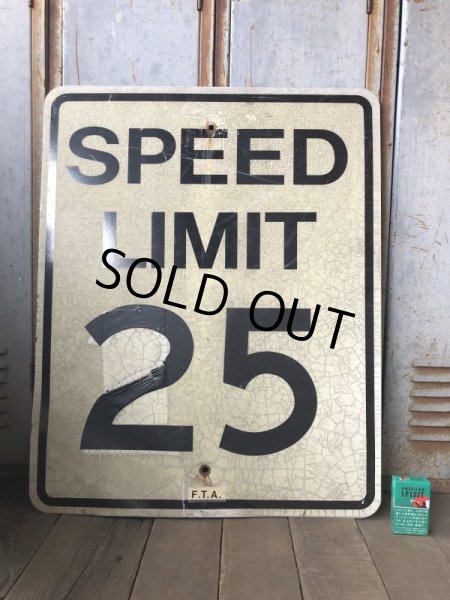 SPEED
LIMIT
SOLD OUT
25
F.T.A.
AMERICAN
SPIRIT